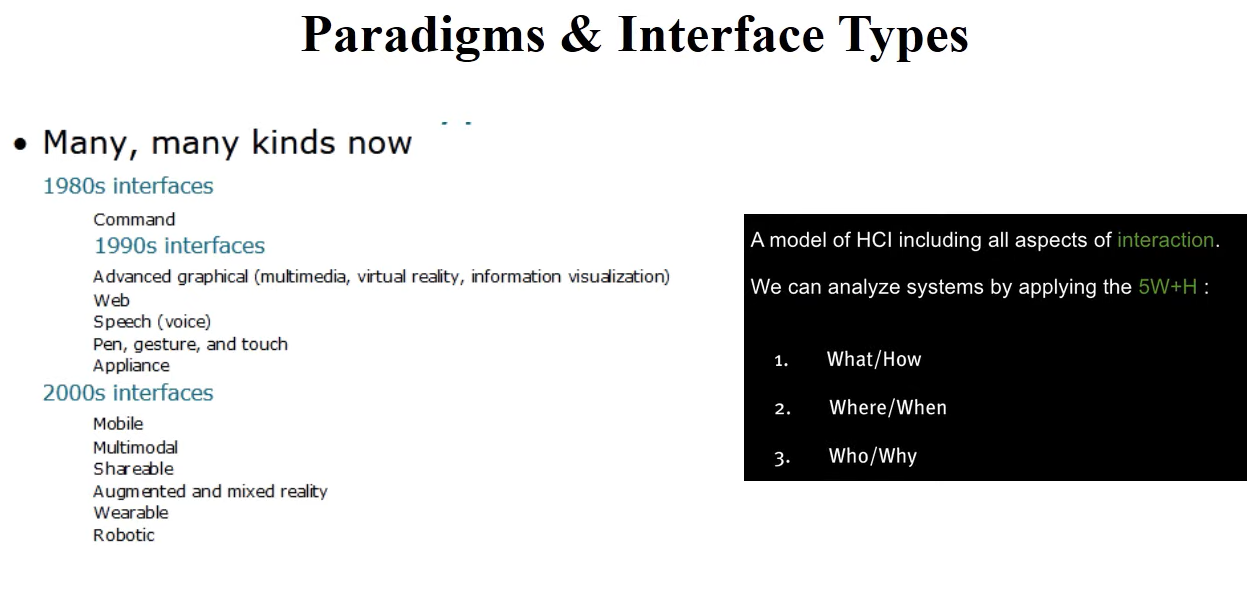 Paradigms & Interface Types
• Many, many kinds now
1980s interfaces
Command
1990s interfaces
Advanced graphical (multimedia, virtual reality, information visualization)
Web
Speech (voice)
Pen, gesture, and touch
Appliance
2000s interfaces
Mobile
Multimodal
Shareable
Augmented and mixed reality
Wearable
Robotic
A model of HCI including all aspects of interaction.
We can analyze systems by applying the 5W+H :
1. What/How
2. Where/When
3. Who/Why